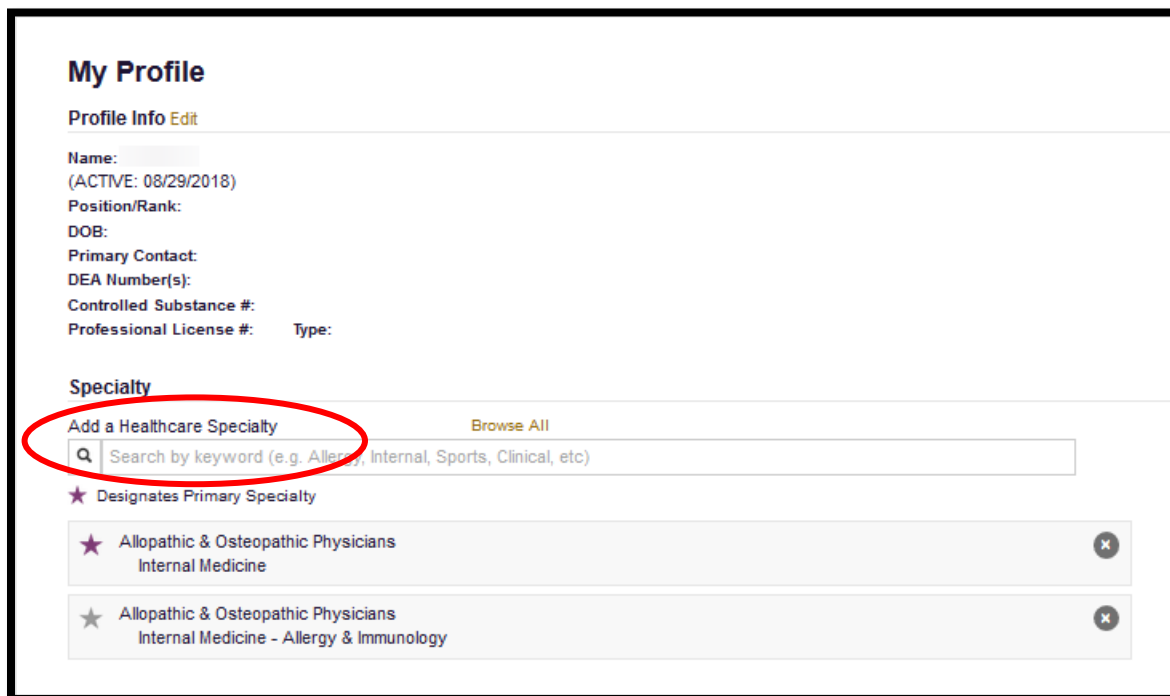 My Profile
Profile Info Edit
Name:
(ACTIVE: 08/29/2018)
Position/Rank:
DOB:
Primary Contact:
DEA Number(s):
Controlled Substance #:
Professional License #: Type:
Specialty
Add a Healthcare Specialty Browse All
Search by keyword (e.g. Allergy, Internal, Sports, Clinical, etc)
Designates Primary Specialty
Allopathic & Osteopathic Physicians
Internal Medicine
Allopathic & Osteopathic Physicians
Internal Medicine - Allergy & Immunology